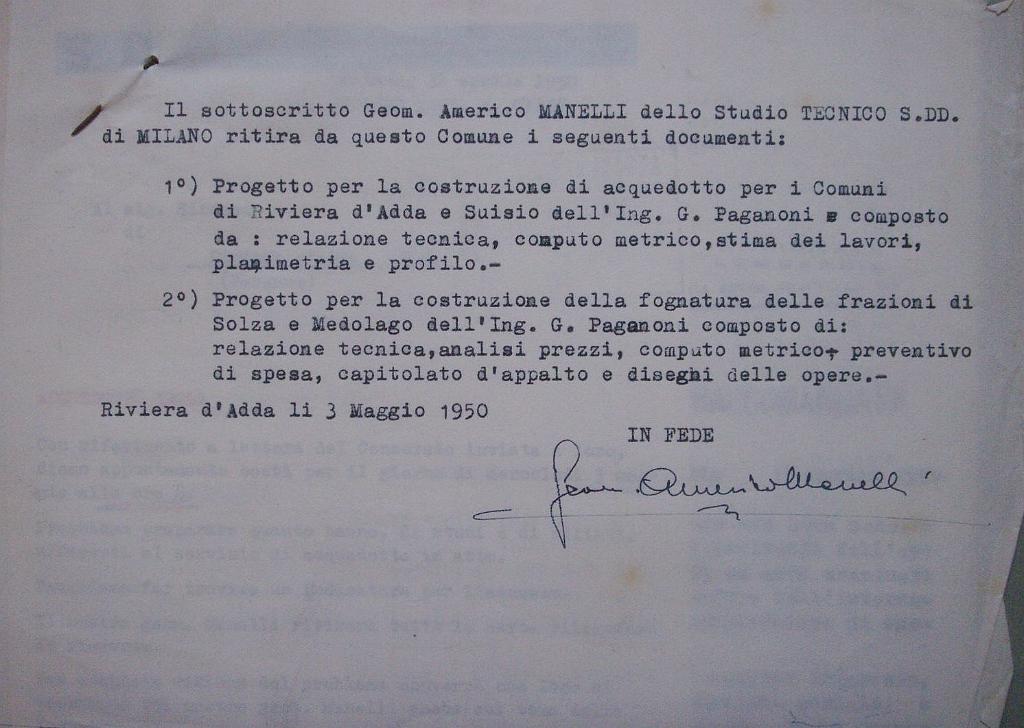 Il sottoscritto Geom. Americo MANELLI dello Studio TECNICO S.DD.
di MILANO ritira da questo Comune i seguenti documenti:
1°) Progetto per la costruzione di acquedotto per i Comuni
di Riviera d'Adda e Suisio dell'Ing. G. Paganoni e composto
da : relazione tecnica, computo metrico,stima dei lavori,
planimetria e profilo.-
2°) Progetto per la costruzione della fognatura delle frazioni di
Solza e Medolago dell'Ing. G. Paganoni composto di:
relazione tecnica,analisi prezzi, computo metrico, preventivo
di spesa, capitolato d'appalto e disegni delle opere.-
Riviera d'Adda li 3 Maggio 1950
IN FEDE
Geom. Americo Manelli